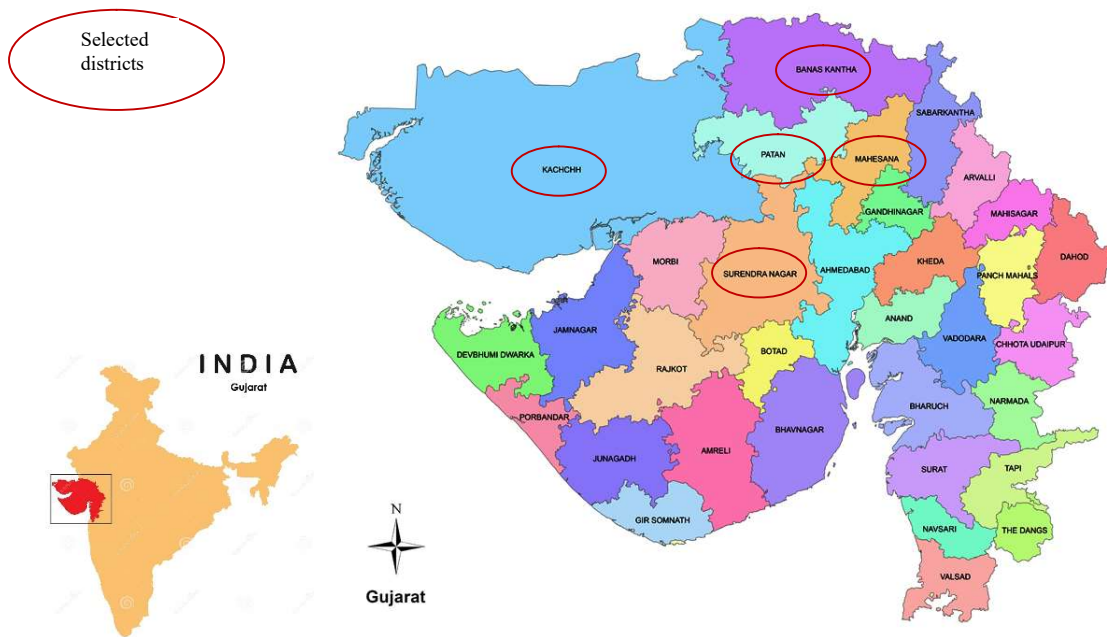 Selected
districts
BANAS KANTHA
SABARKANTHA
PATAN
MAHESANA
KACHCHH
ARVALLI
GANDHINAGAR
MAHISAGAR
MORBI
SURENDRA NAGAR
AHMEDABAD
KHEDA
PANCH MAHALS
DAHOD
JAMNAGAR
ANAND
VADODARA
CHHOTA UDAIPUR
DEVBHUMI DWARKA
BOTAD
RAJKOT
INDIA
Gujarat
BHARUCH
NARMADA
PORBANDAR
BHAVNAGAR
JUNAGADH
AMRELI
SURAT
TAPI
GIR SOMNATH
N
NAVSARI
THE DANGS
VALSAD
Gujarat